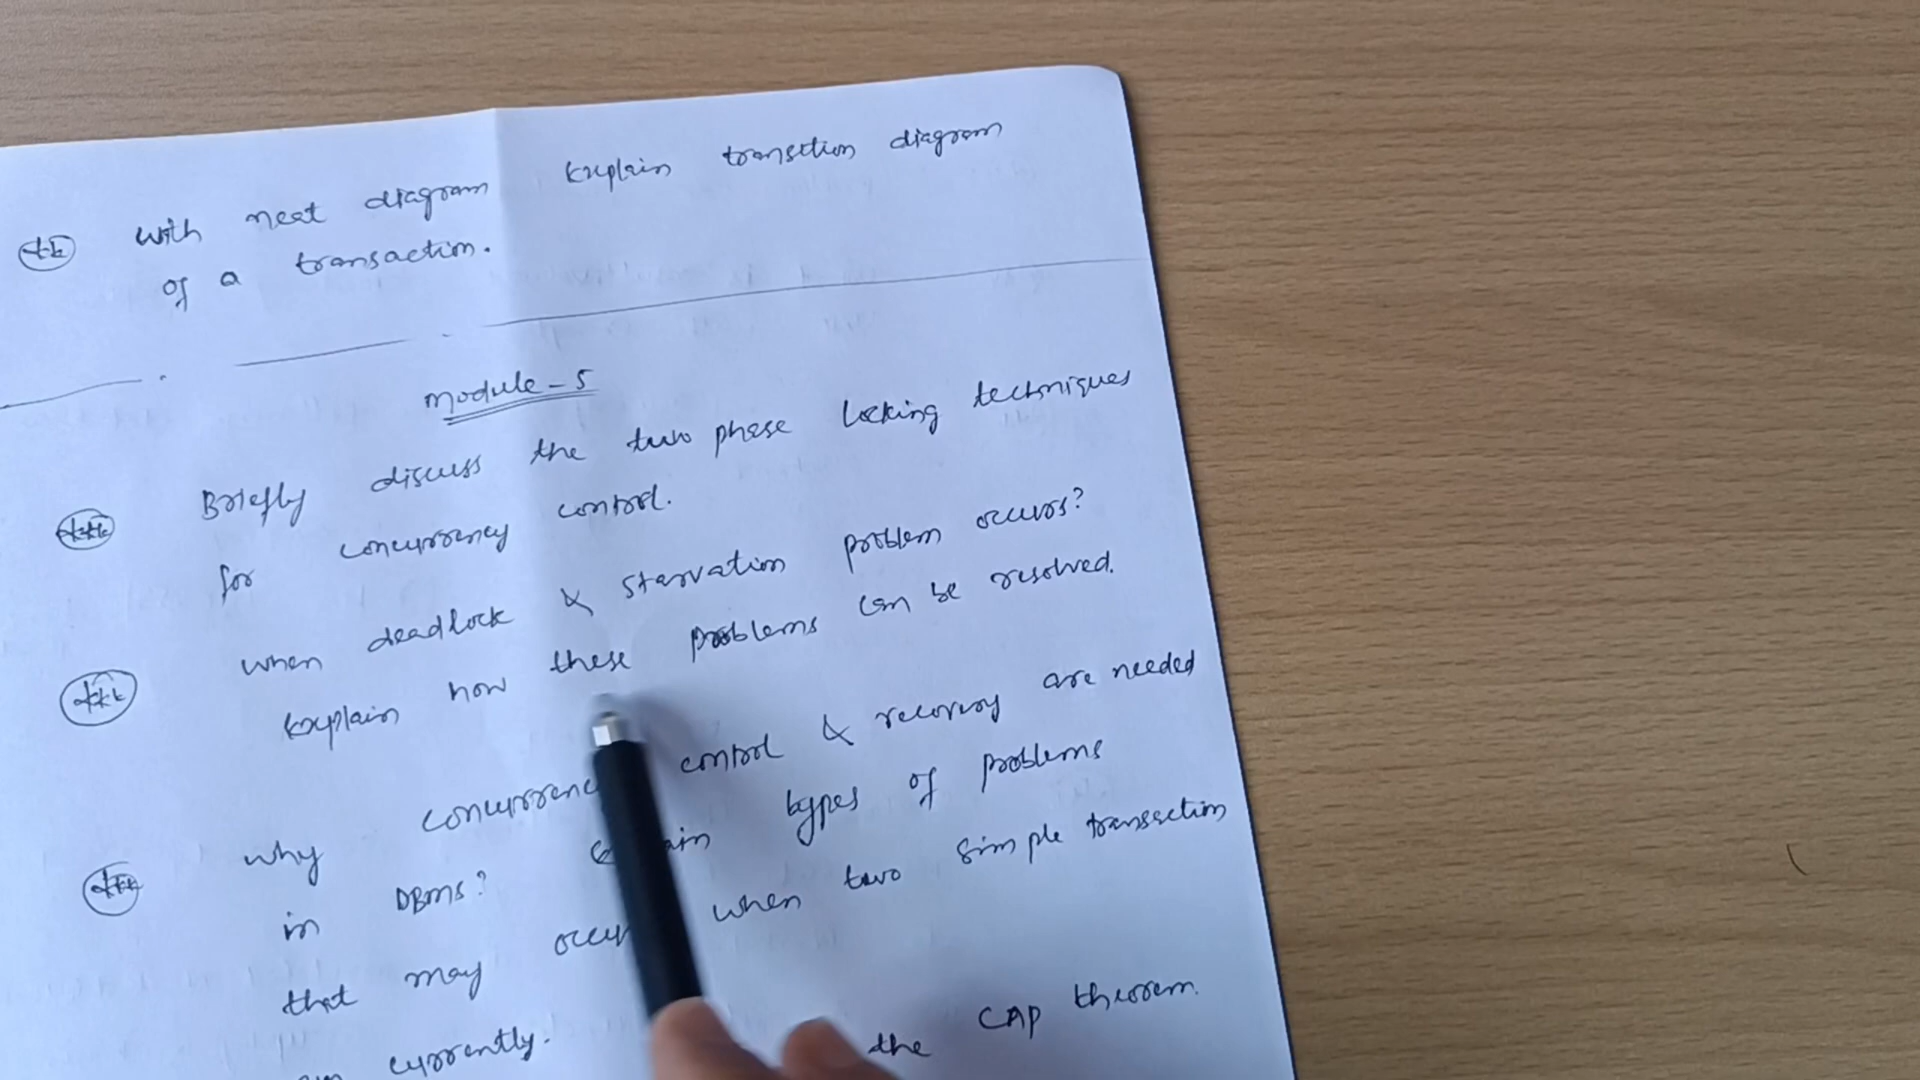 With neat diagram Explain transction diagram
of a transaction.
Module-5
Briefly discuss the two phase locking techniques
for concurrency control.
When deadlock & starvation problem occurs?
Explain how these problems can be resolved.
Why control & recovery are needed
in DBMS? types of problems
that may occur when two simple transaction
currently.
the CAP theorem.